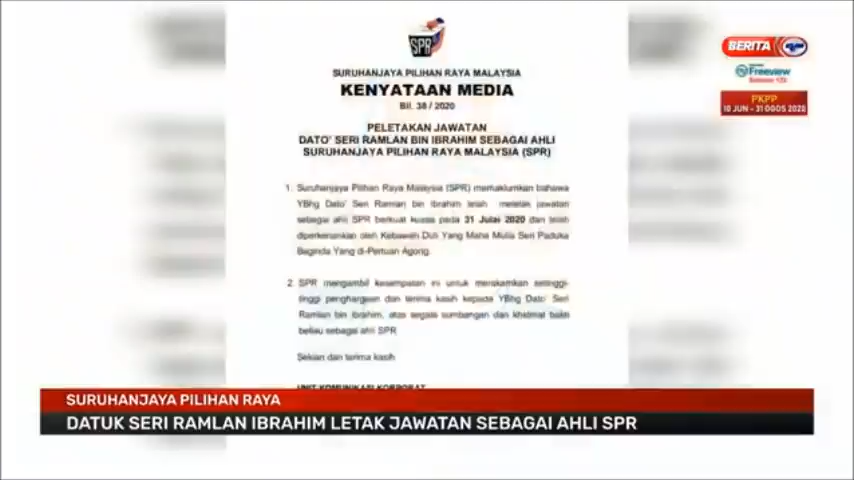 SPR
SURUHANJAYA PILIHAN RAYA MALAYSIA
KENYATAAN MEDIA
Bil. 38 / 2020
PELETAKAN JAWATAN
DATO' SERI RAMLAN BIN IBRAHIM SEBAGAI AHLI
SURUHANJAYA PILIHAN RAYA MALAYSIA (SPR)
1. Suruhanjaya Pilihan Raya Malaysia (SPR) memaklumkan bahawa
YBhg Dato' Seri Ramlan bin Ibrahim telah meletak jawatan
sebagai ahli SPR berkuat kuasa pada 31 Julai 2020 dan telah
diperkenankan oleh Kebawah Duli Yang Maha Mulia Seri Paduka
Baginda Yang di-Pertuan Agong.
2. SPR mengambil kesempatan ini untuk merakamkan setinggi-
tinggi penghargaan dan terima kasih kepada YBhg Dato' Seri
Ramlan bin Ibrahim, atas segala sumbangan dan khidmat bakti
beliau sebagai ahli SPR
Sekian dan terima kasih
UNIT KOMUNIKASI KORPORAT
BERITA
Freeview
PKPP
10 JUN - 31 OGOS 2020
SURUHANJAYA PILIHAN RAYA
DATUK SERI RAMLAN IBRAHIM LETAK JAWATAN SEBAGAI AHLI SPR